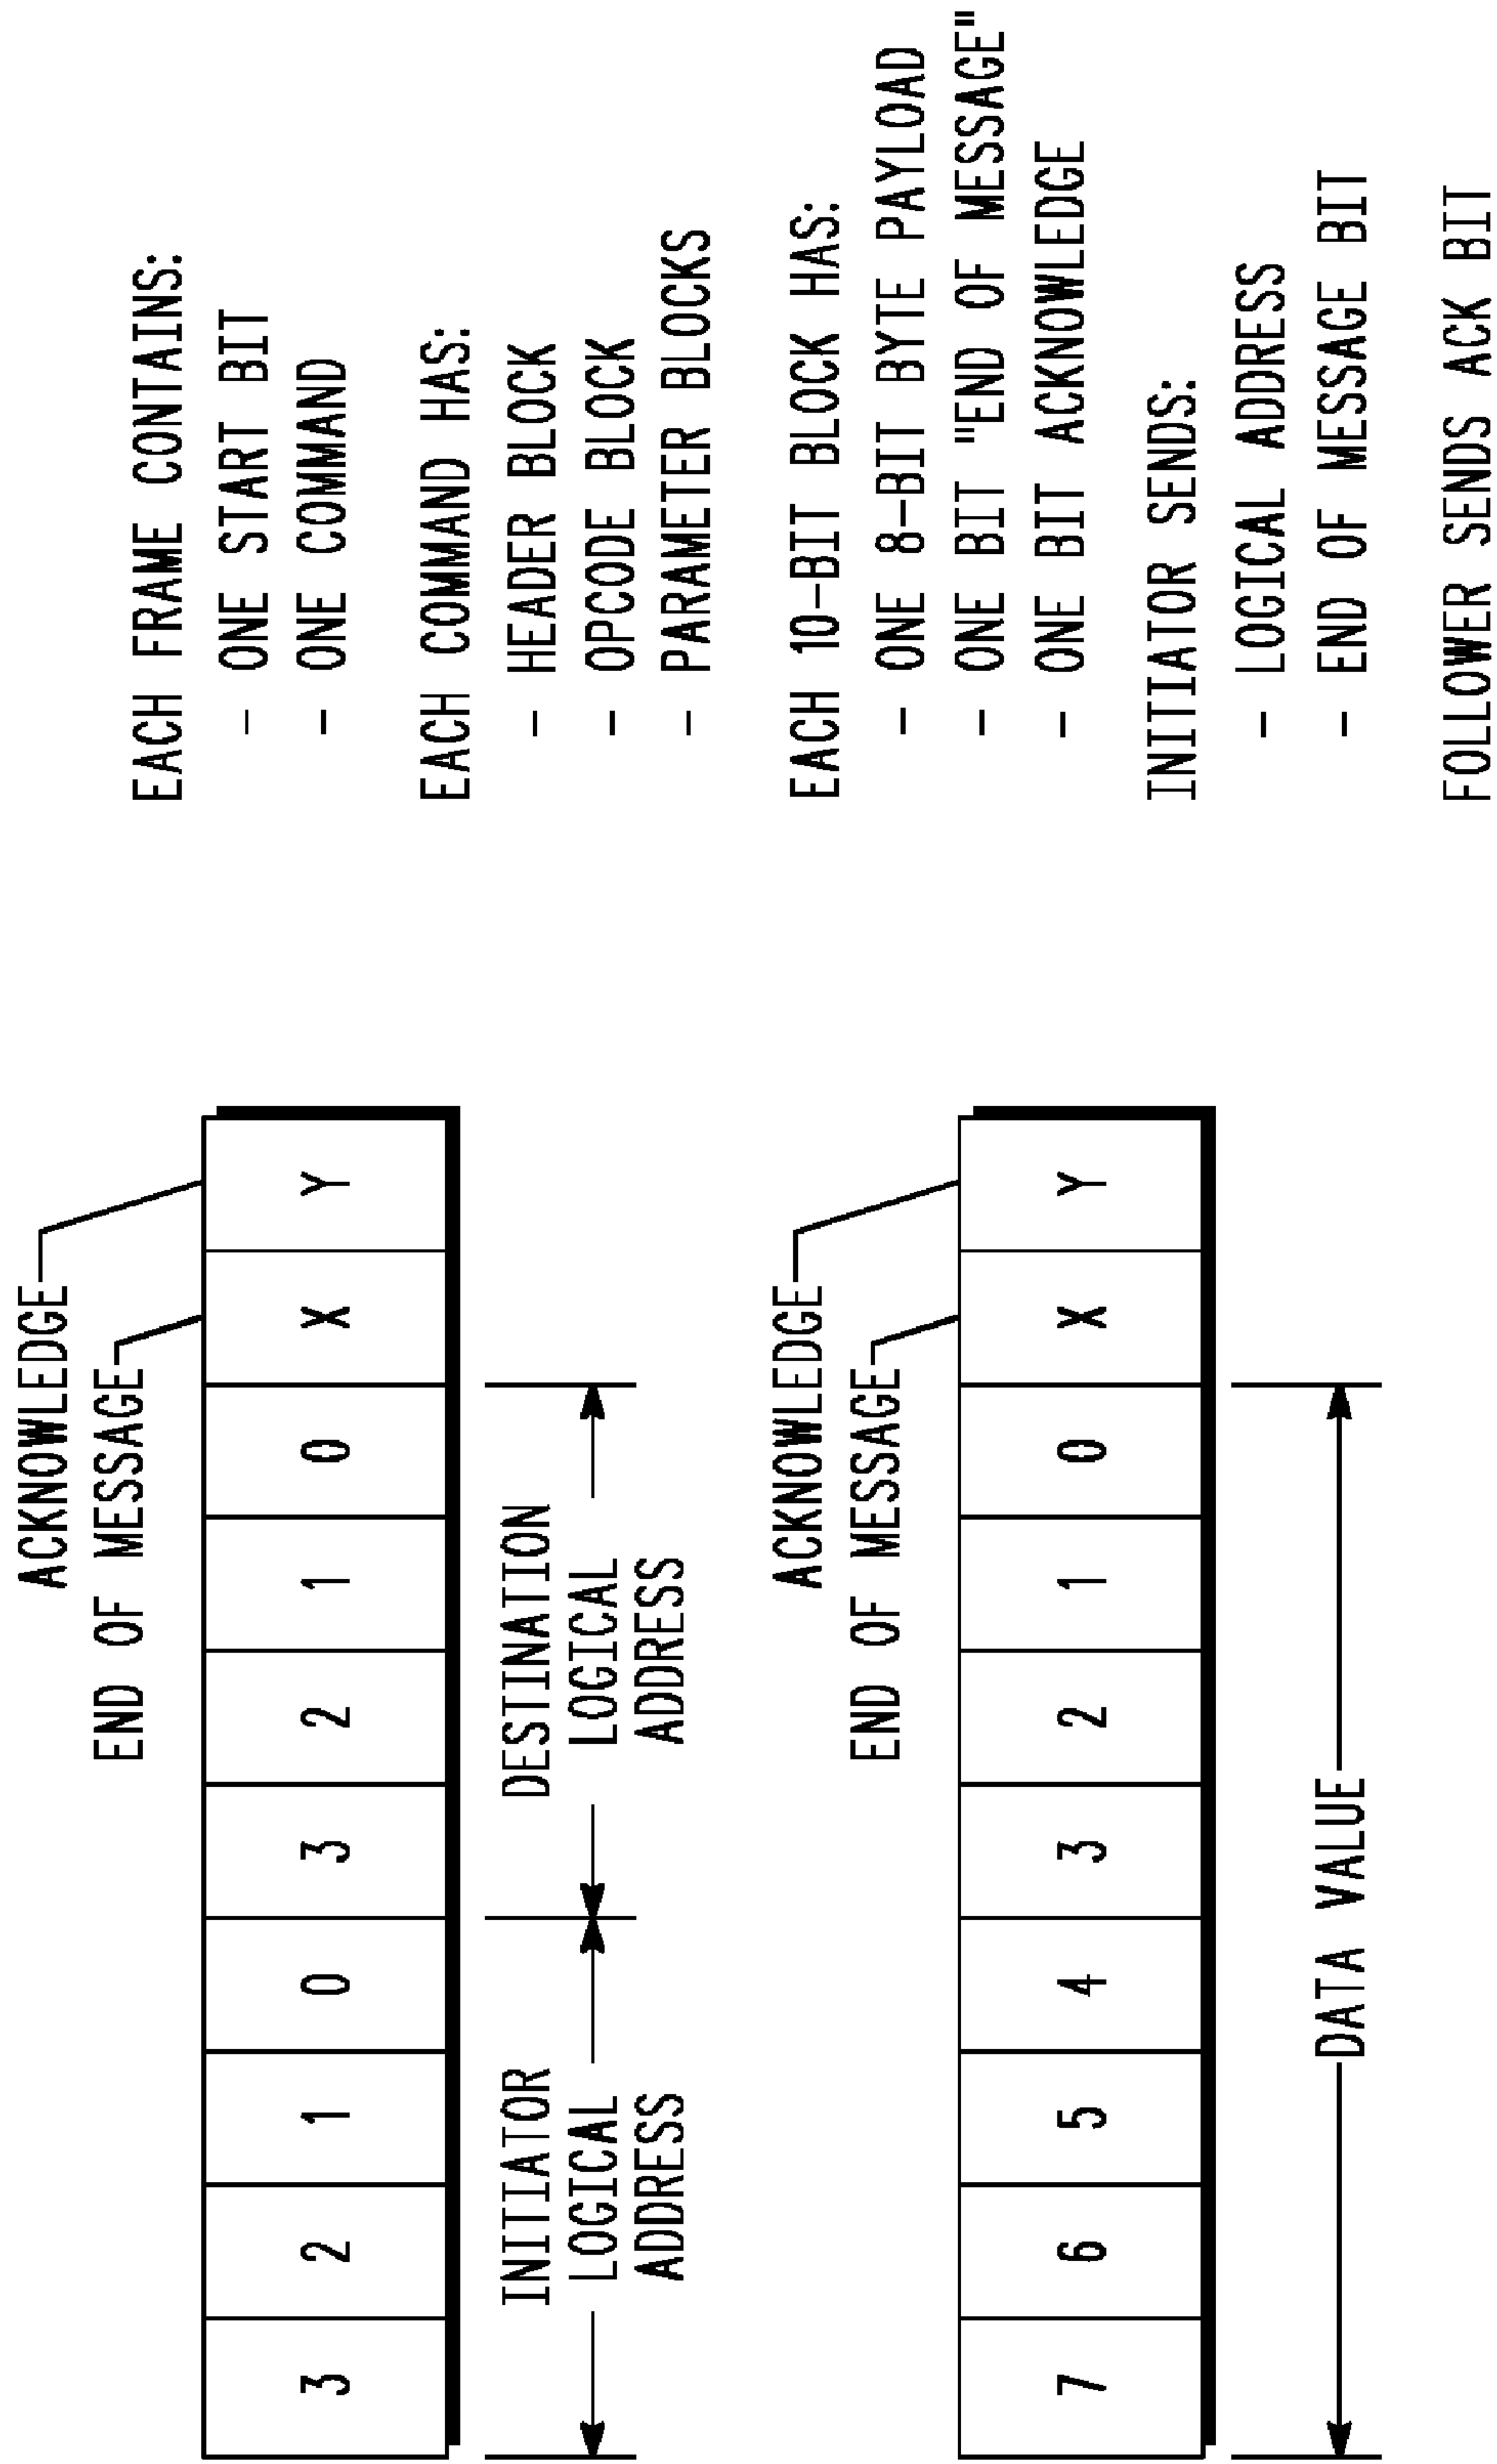 ACKNOWLEDGE
END OF MESSAGE
3 2 1 0 3 2 1 0 X Y
INITIATOR
LOGICAL
ADDRESS
DESTINATION
LOGICAL
ADDRESS
ACKNOWLEDGE
END OF MESSAGE
7 6 5 4 3 2 1 0 X Y
DATA VALUE
EACH FRAME CONTAINS:
- ONE START BIT
- ONE COMMAND
EACH COMMAND HAS:
- HEADER BLOCK
- OPCODE BLOCK
- PARAMETER BLOCKS
EACH 10-BIT BLOCK HAS:
- ONE 8-BIT BYTE PAYLOAD
- ONE BIT "END OF MESSAGE"
- ONE BIT ACKNOWLEDGE
INITIATOR SENDS:
- LOGICAL ADDRESS
- END OF MESSAGE BIT
FOLLOWER SENDS ACK BIT